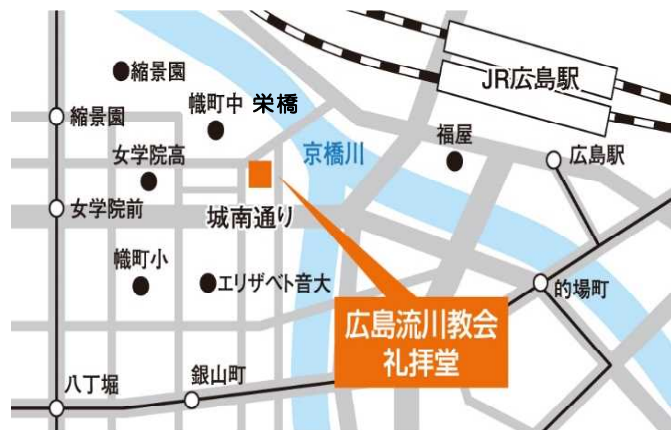 縮景園
JR広島駅
幟町中
栄橋
縮景園
京橋川
福屋
広島駅
女学院高
女学院前
城南通り
幟町小
エリザベト音大
的場町
広島流川教会
礼拝堂
八丁堀
銀山町